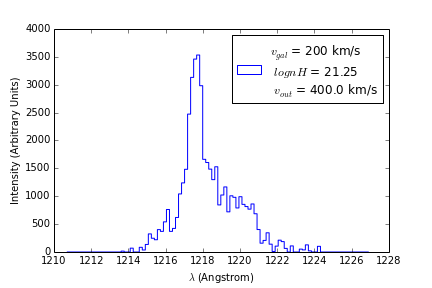 4000
3500
3000
2500
2000
1500
1000
500
0
Intensity (Arbitrary Units)
v_gal = 200 km/s
lognH = 21.25
v_out = 400.0 km/s
1210 1212 1214 1216 1218 1220 1222 1224 1226 1228
λ (Angstrom)